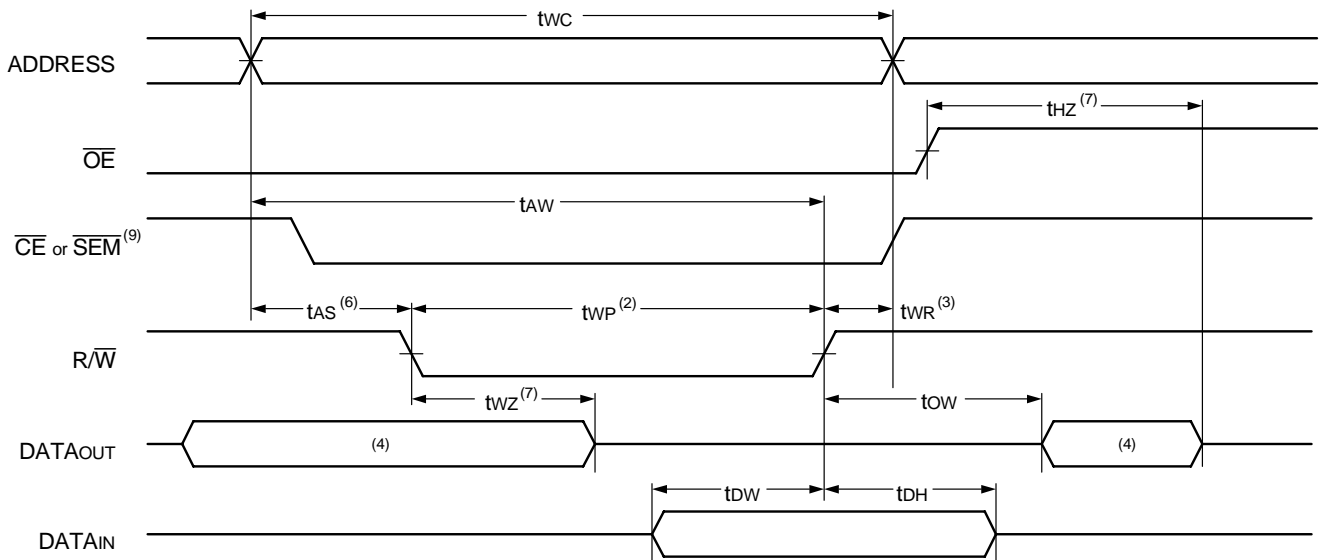 tWC
ADDRESS
tHZ(7)
OE
tAW
CE or SEM(9)
tAS(6)
tWP(2)
tWR(3)
R/W
tWZ(7)
tOW
DATAOUT
(4)
(4)
tDW
tDH
DATAIN